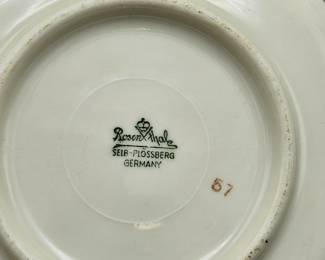 Rosenthal
SELB-PLÖSSBERG
GERMANY
57